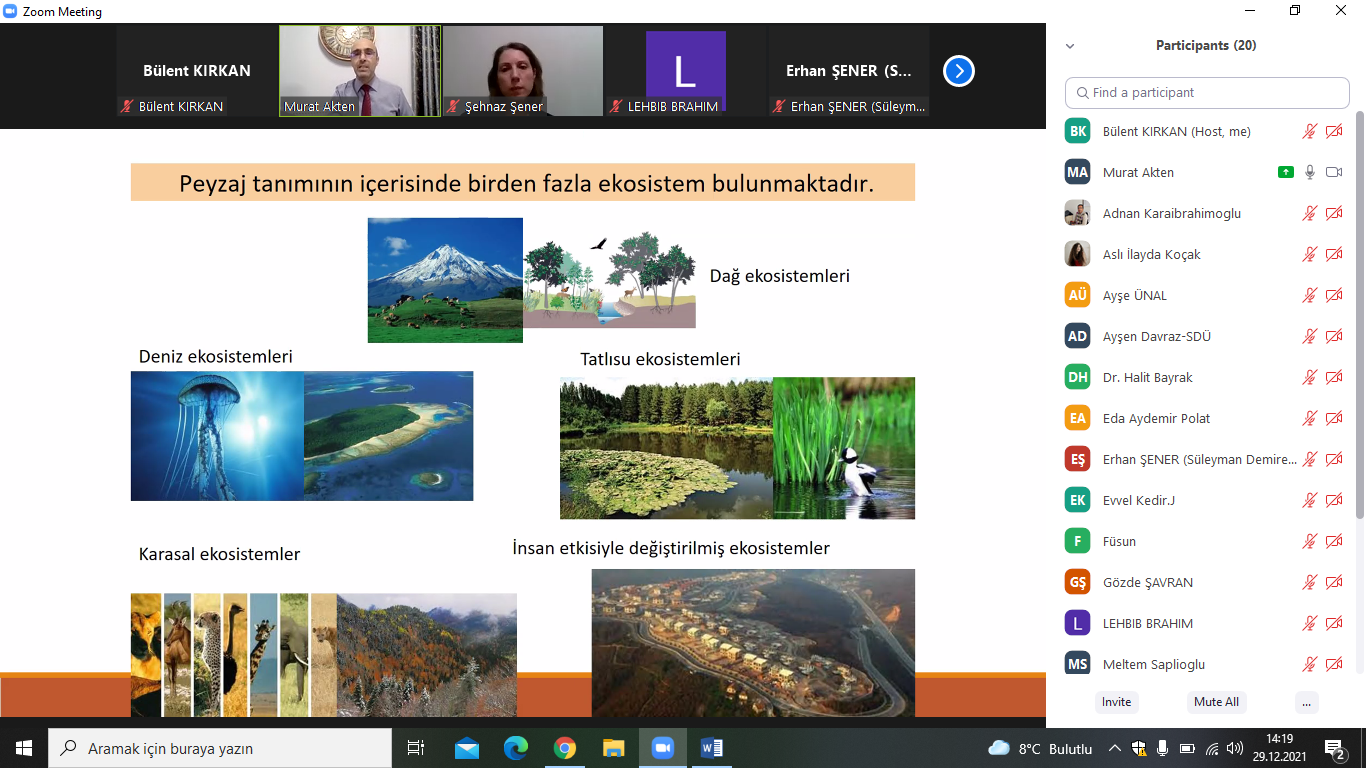 Zoom Meeting
Bülent KIRKAN
Bülent KIRKAN
Murat Akten
Şehnaz Şener
L
LEHBIB BRAHIM
Erhan ŞENER (S...
Erhan ŞENER (Süleym...
Peyzaj tanımının içerisinde birden fazla ekosistem bulunmaktadır.
Dağ ekosistemleri
Deniz ekosistemleri
Tatlısu ekosistemleri
Karasal ekosistemler
İnsan etkisiyle değiştirilmiş ekosistemler
Participants (20)
Find a participant
BK Bülent KIRKAN (Host, me)
MA Murat Akten
Adnan Karaibrahimoglu
Aslı İlayda Koçak
AÜ Ayşe ÜNAL
AD Ayşen Davraz-SDÜ
DH Dr. Halit Bayrak
EA Eda Aydemir Polat
EŞ Erhan ŞENER (Süleyman Demire...
EK Evvel Kedir.J
F Füsun
GŞ Gözde ŞAVRAN
L LEHBIB BRAHIM
MS Meltem Saplioglu
Invite Mute All ...
Aramak için buraya yazın
8°C Bulutlu
14:19
29.12.2021
2